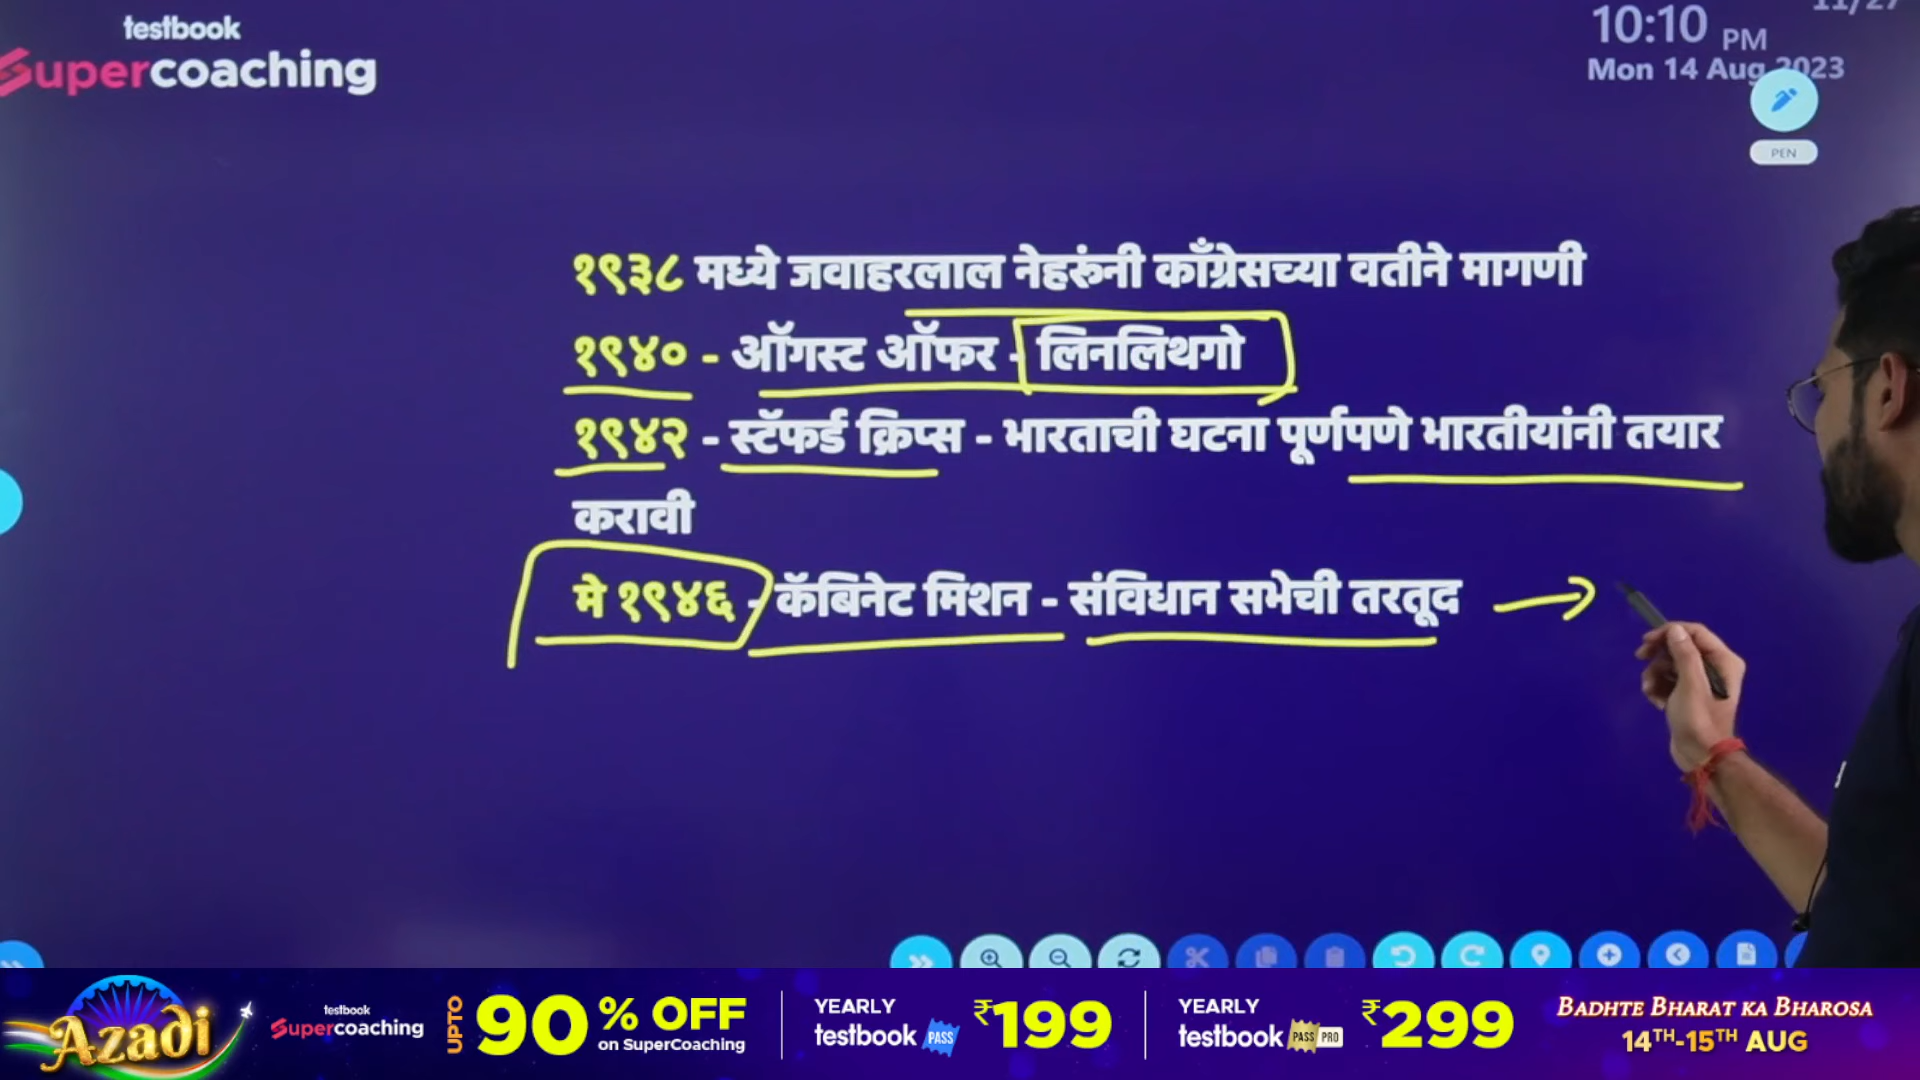 testbook
Supercoaching
10:10 PM
Mon 14 Aug 2023
PEN
१९३८ मध्ये जवाहरलाल नेहरूंनी काँग्रेसच्या वतीने मागणी
१९४० - ऑगस्ट ऑफर - लिनलिथगो
१९४२ - स्टॅफर्ड क्रिप्स - भारताची घटना पूर्णपणे भारतीयांनी तयार
करावी
मे १९४६ - कॅबिनेट मिशन - संविधान सभेची तरतूद
Azadi
testbook
Supercoaching
UPTO 90% OFF
on SuperCoaching
YEARLY
testbook PASS
₹199
YEARLY
testbook PASS PRO
₹299
BADHTE BHARAT KA BHAROSA
14TH-15TH AUG